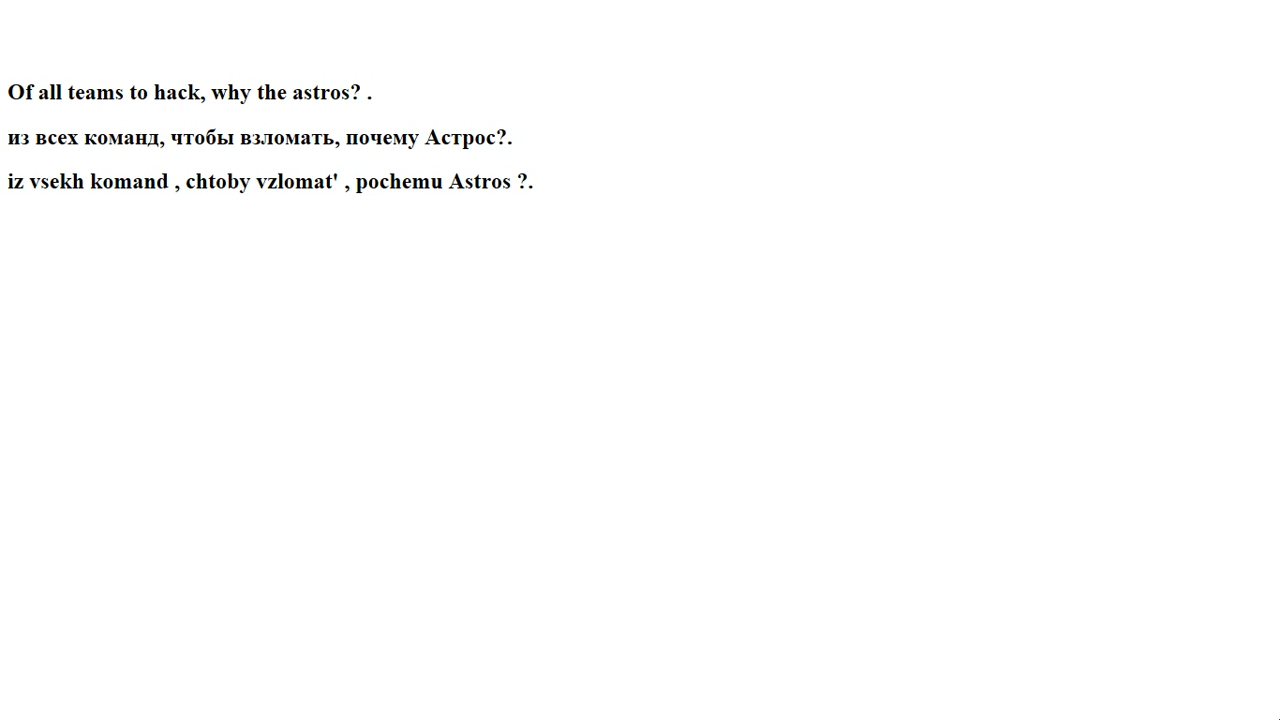 Of all teams to hack, why the astros? .
из всех команд, чтобы взломать, почему Астрос?.
iz vsekh komand , chtoby vzlomat' , pochemu Astros ?.